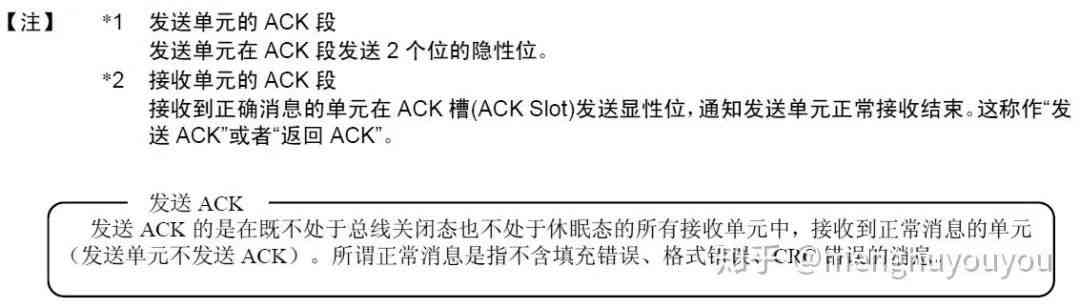 【注】 *1 发送单元的 ACK 段
发送单元在 ACK 段发送 2 个位的隐性位。
*2 接收单元的 ACK 段
接收到正确消息的单元在 ACK 槽(ACK Slot)发送显性位，通知发送单元正常接收结束。这称作“发
送 ACK”或者“返回 ACK”。
发送 ACK
发送 ACK 的是在既不处于总线关闭态也不处于休眠态的所有接收单元中，接收到正常消息的单元
（发送单元不发送 ACK）。所谓正常消息是指不含填充错误、格式错误、CRC 错误的消息。
知乎 @menghuyouyou